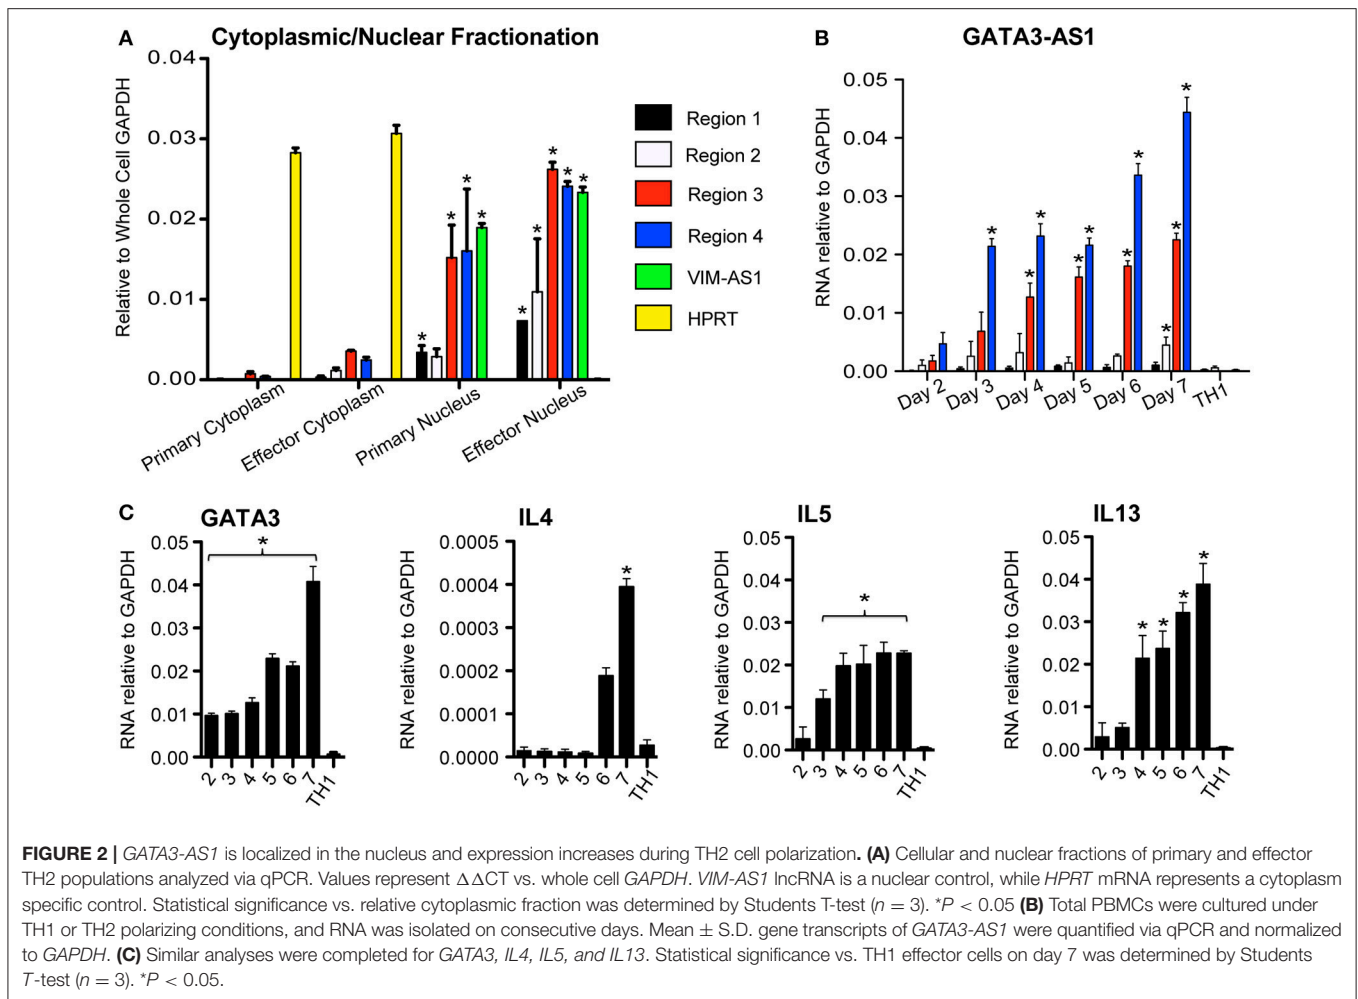 A Cytoplasmic/Nuclear Fractionation
Relative to Whole Cell GAPDH
0.04
0.03
0.02
0.01
0.00
* * * *
* * * * *
Primary Cytoplasm
Effector Cytoplasm
Primary Nucleus
Effector Nucleus
Region 1
Region 2
Region 3
Region 4
VIM-AS1
HPRT
B GATA3-AS1
RNA relative to GAPDH
0.05
0.04
0.03
0.02
0.01
0.00
* * * * * * * * * *
Day 2
Day 3
Day 4
Day 5
Day 6
Day 7
TH1
C
GATA3
RNA relative to GAPDH
0.05
0.04
0.03
0.02
0.01
0.00
*
2 3 4 5 6 7 TH1
IL4
RNA relative to GAPDH
0.0005
0.0004
0.0003
0.0002
0.0001
0.0000
*
2 3 4 5 6 7 TH1
IL5
RNA relative to GAPDH
0.05
0.04
0.03
0.02
0.01
0.00
*
2 3 4 5 6 7 TH1
IL13
RNA relative to GAPDH
0.05
0.04
0.03
0.02
0.01
0.00
* * * *
2 3 4 5 6 7 TH1
FIGURE 2 | GATA3-AS1 is localized in the nucleus and expression increases during TH2 cell polarization. (A) Cellular and nuclear fractions of primary and effector
TH2 populations analyzed via qPCR. Values represent ΔΔCT vs. whole cell GAPDH. VIM-AS1 lncRNA is a nuclear control, while HPRT mRNA represents a cytoplasm
specific control. Statistical significance vs. relative cytoplasmic fraction was determined by Students T-test (n = 3). *P < 0.05 (B) Total PBMCs were cultured under
TH1 or TH2 polarizing conditions, and RNA was isolated on consecutive days. Mean ± S.D. gene transcripts of GATA3-AS1 were quantified via qPCR and normalized
to GAPDH. (C) Similar analyses were completed for GATA3, IL4, IL5, and IL13. Statistical significance vs. TH1 effector cells on day 7 was determined by Students
T-test (n = 3). *P < 0.05.